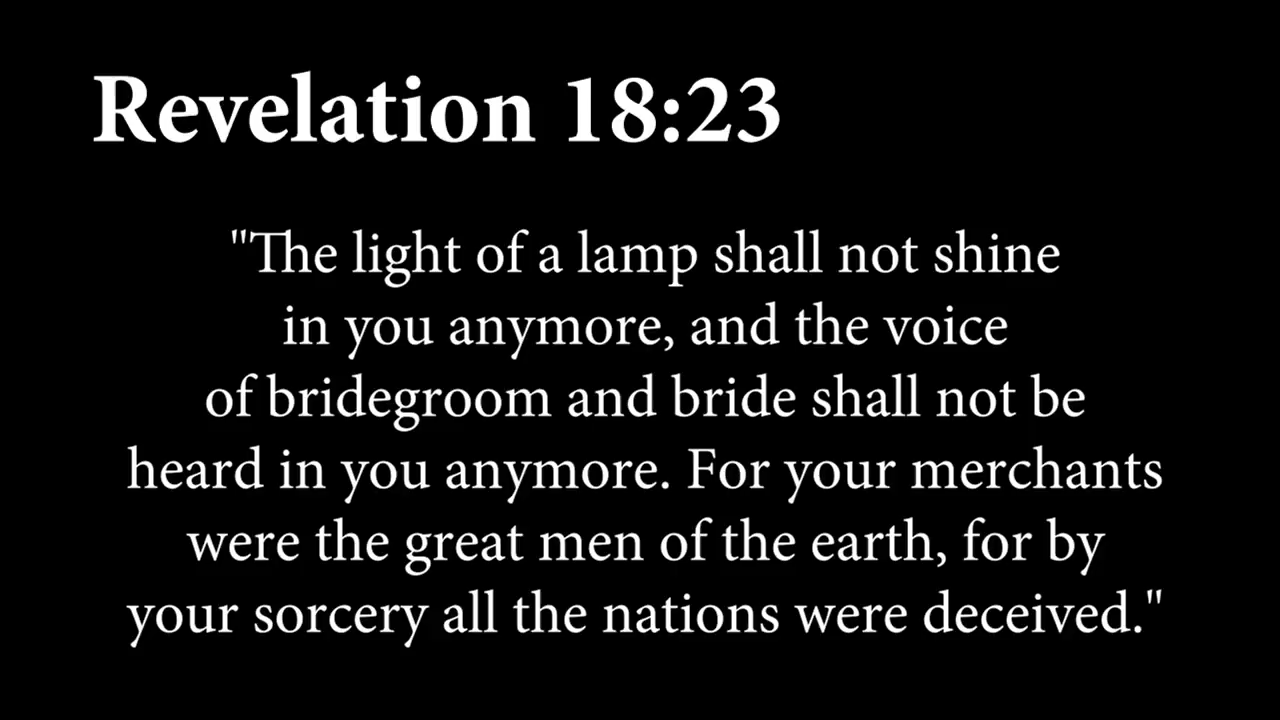 Revelation 18:23
"The light of a lamp shall not shine
in you anymore, and the voice
of bridegroom and bride shall not be
heard in you anymore. For your merchants
were the great men of the earth, for by
your sorcery all the nations were deceived."